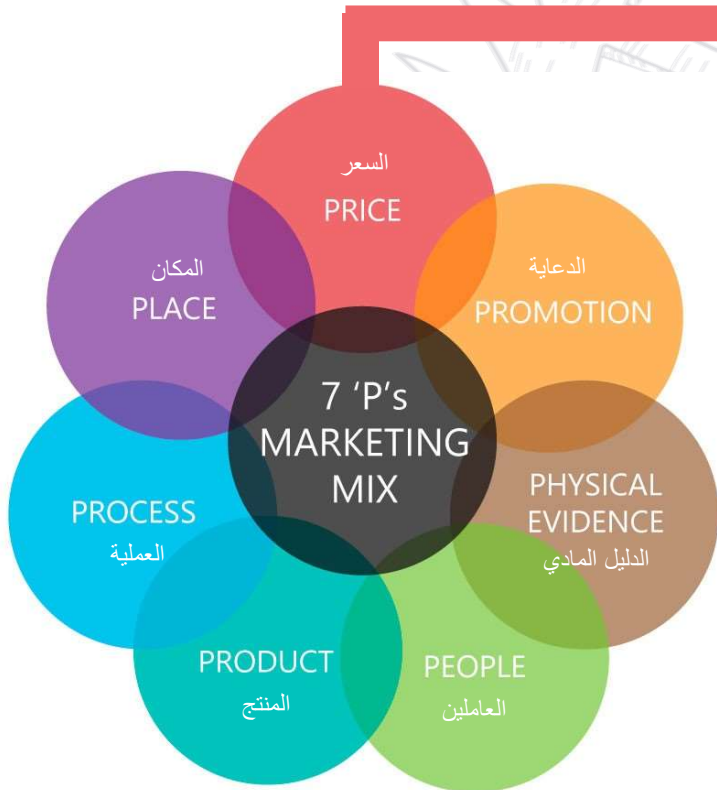 السعر
PRICE
المكان
PLACE
الدعاية
PROMOTION
7 ‘P’s
MARKETING
MIX
PROCESS
العملية
PHYSICAL
EVIDENCE
الدليل المادي
PRODUCT
المنتج
PEOPLE
العاملين